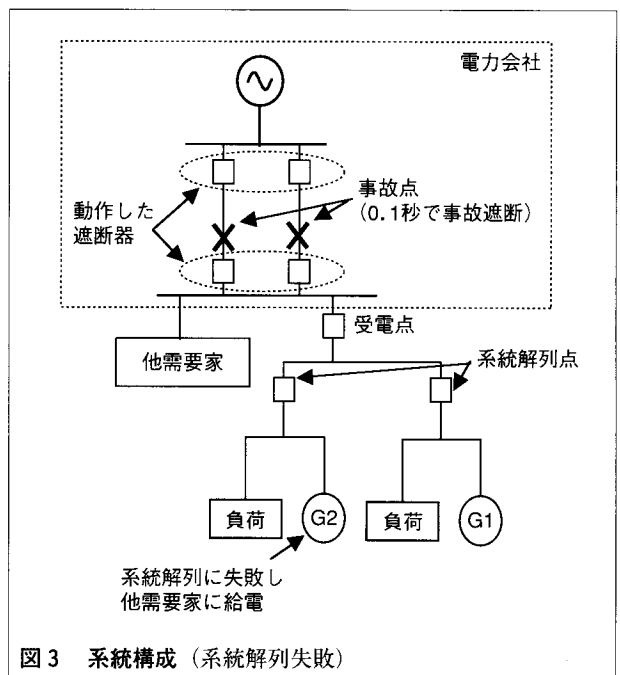 電力会社
動作した
遮断器
事故点
(0.1秒で事故遮断)
受電点
他需要家
系統解列点
負荷
G2
負荷
G1
系統解列に失敗し
他需要家に給電
図3 系統構成 (系統解列失敗)